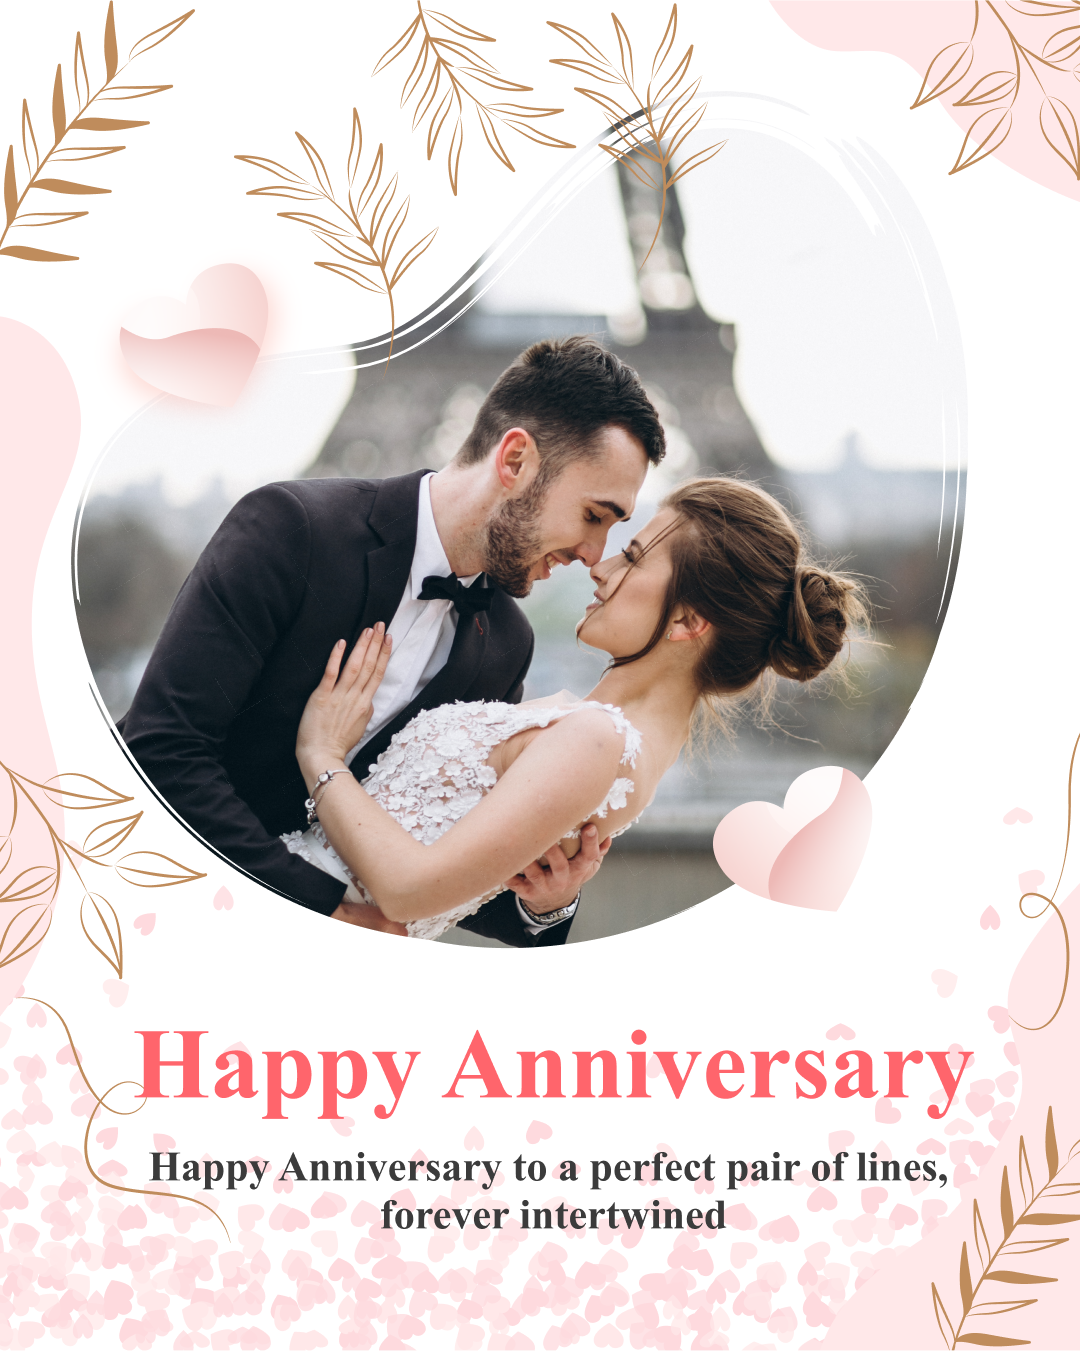 Happy Anniversary
Happy Anniversary to a perfect pair of lines,
forever intertwined